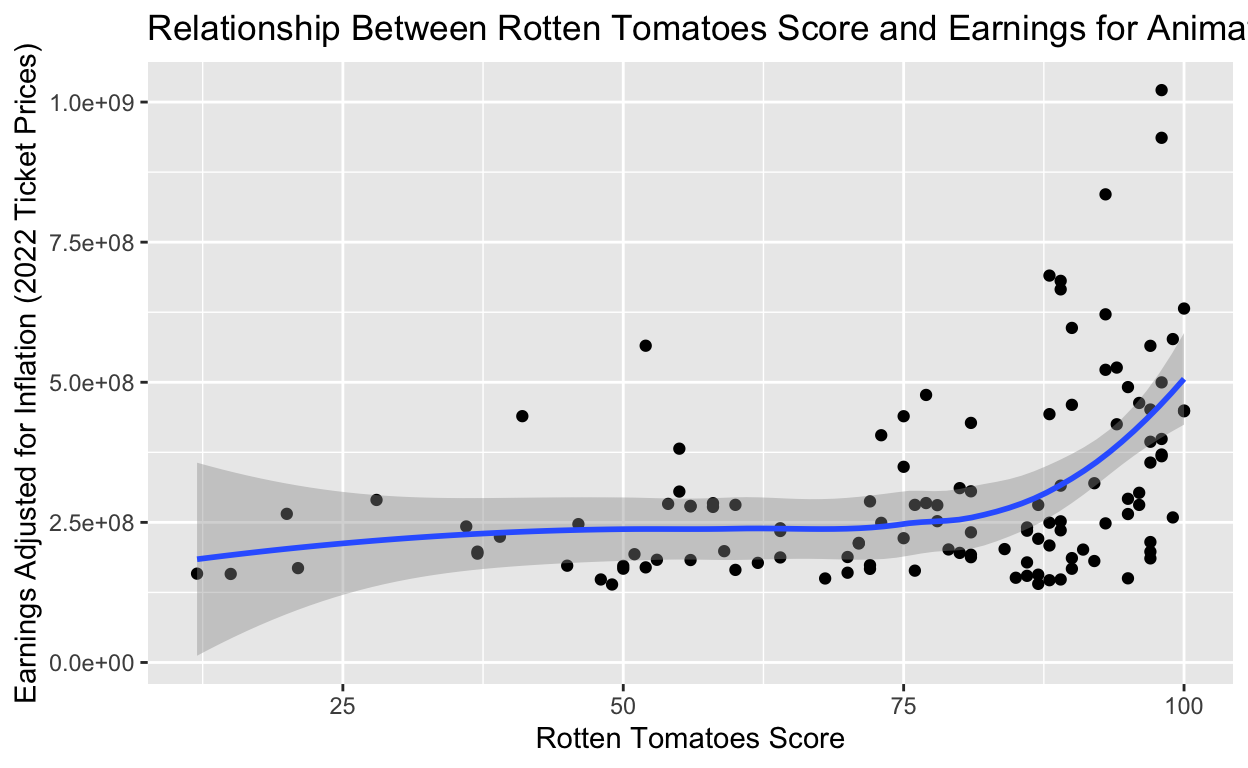 Relationship Between Rotten Tomatoes Score and Earnings for
Earnings Adjusted for Inflation (2022 Ticket Prices)
1.0e+09
7.5e+08
5.0e+08
2.5e+08
0.0e+00
25 50 75 100
Rotten Tomatoes Score